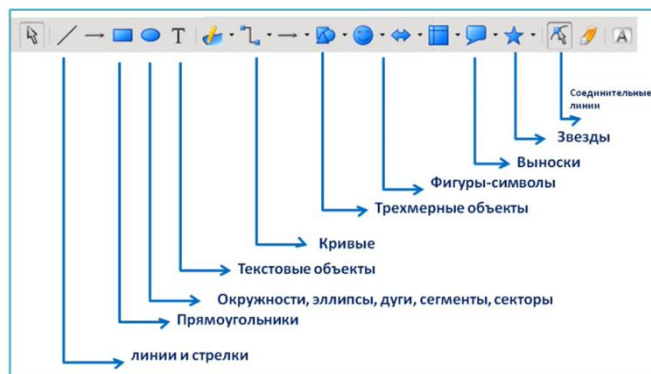 T
A
Соединительные
линии
Звезды
Выноски
Фигуры-символы
Трехмерные объекты
Кривые
Текстовые объекты
Окружности, эллипсы, дуги, сегменты, секторы
Прямоугольники
линии и стрелки